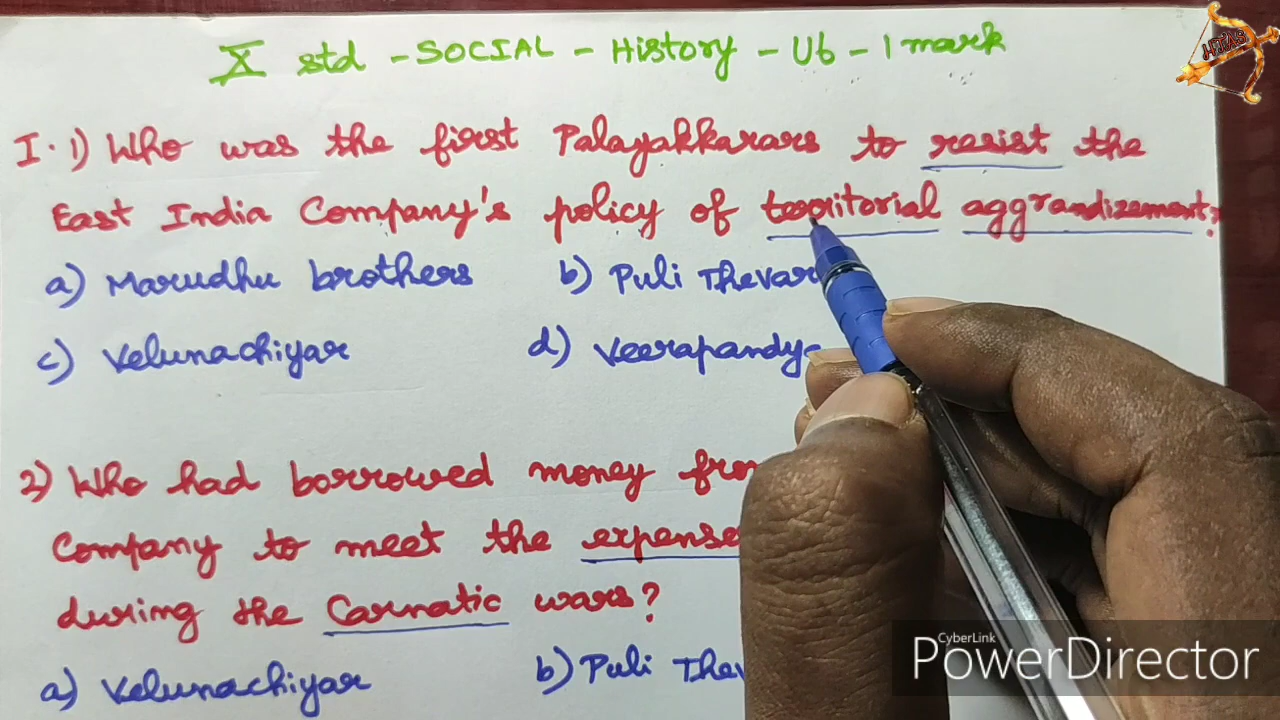 X std - SOCIAL - History - U6 - 1 mark
HPAS
I. 1) Who was the first Palayakkarars to resist the
East India Company's policy of territorial aggrandizement?
a) Marudhu brothers b) Puli Thevar
c) Velunachiyar d) Veerapandya
2) Who had borrowed money from
Company to meet the expense
during the Carnatic wars?
a) Velunachiyar b) Puli Thev
CyberLink
PowerDirector